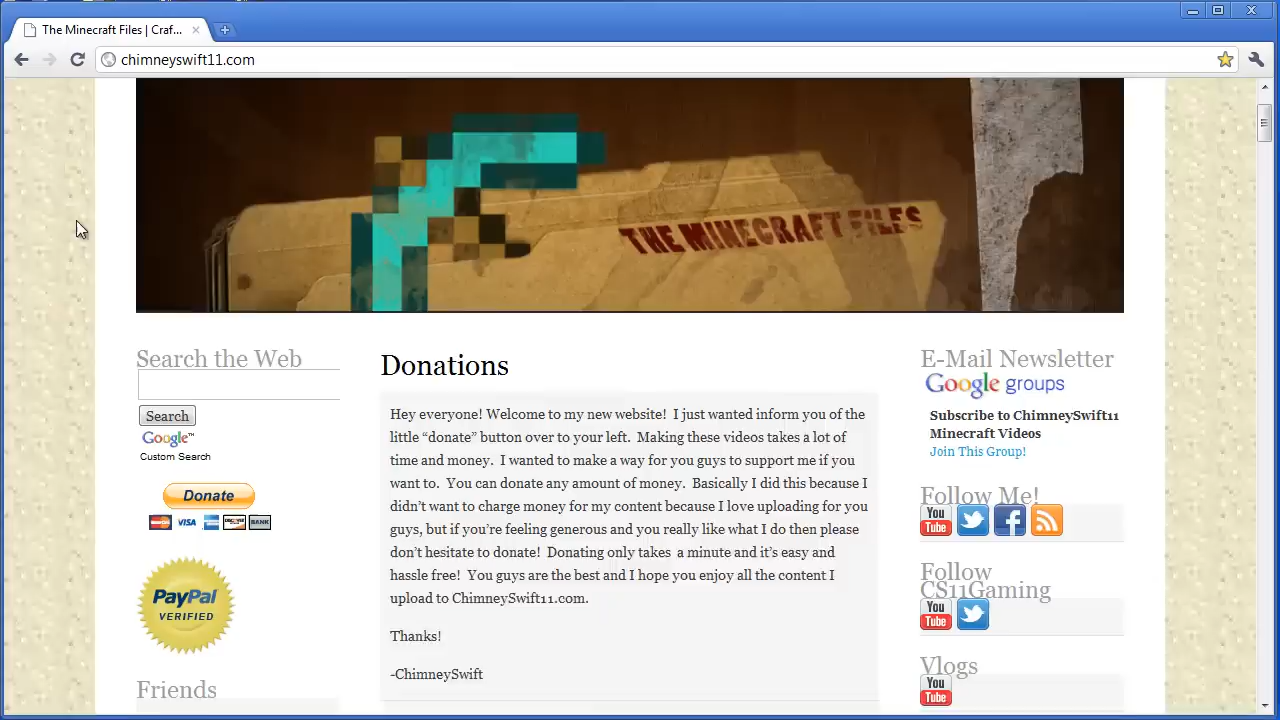 The Minecraft Files | Craf...
chimneyswift11.com
THE MINECRAFT FILES
Search the Web
Search
Google™
Custom Search
Donate
MasterCard VISA DISCOVER BANK
PayPal
VERIFIED
Friends
Donations
Hey everyone! Welcome to my new website!  I just wanted inform you of the
little “donate” button over to your left.  Making these videos takes a lot of
time and money.  I wanted to make a way for you guys to support me if you
want to.  You can donate any amount of money.  Basically I did this because I
didn’t want to charge money for my content because I love uploading for you
guys, but if you’re feeling generous and you really like what I do then please
don’t hesitate to donate!  Donating only takes  a minute and it’s easy and
hassle free!  You guys are the best and I hope you enjoy all the content I
upload to ChimneySwift11.com.
Thanks!
-ChimneySwift
E-Mail Newsletter
Google groups
Subscribe to ChimneySwift11
Minecraft Videos
Join This Group!
Follow Me!
You Tube
Follow
CS11Gaming
You Tube
Vlogs
You Tube